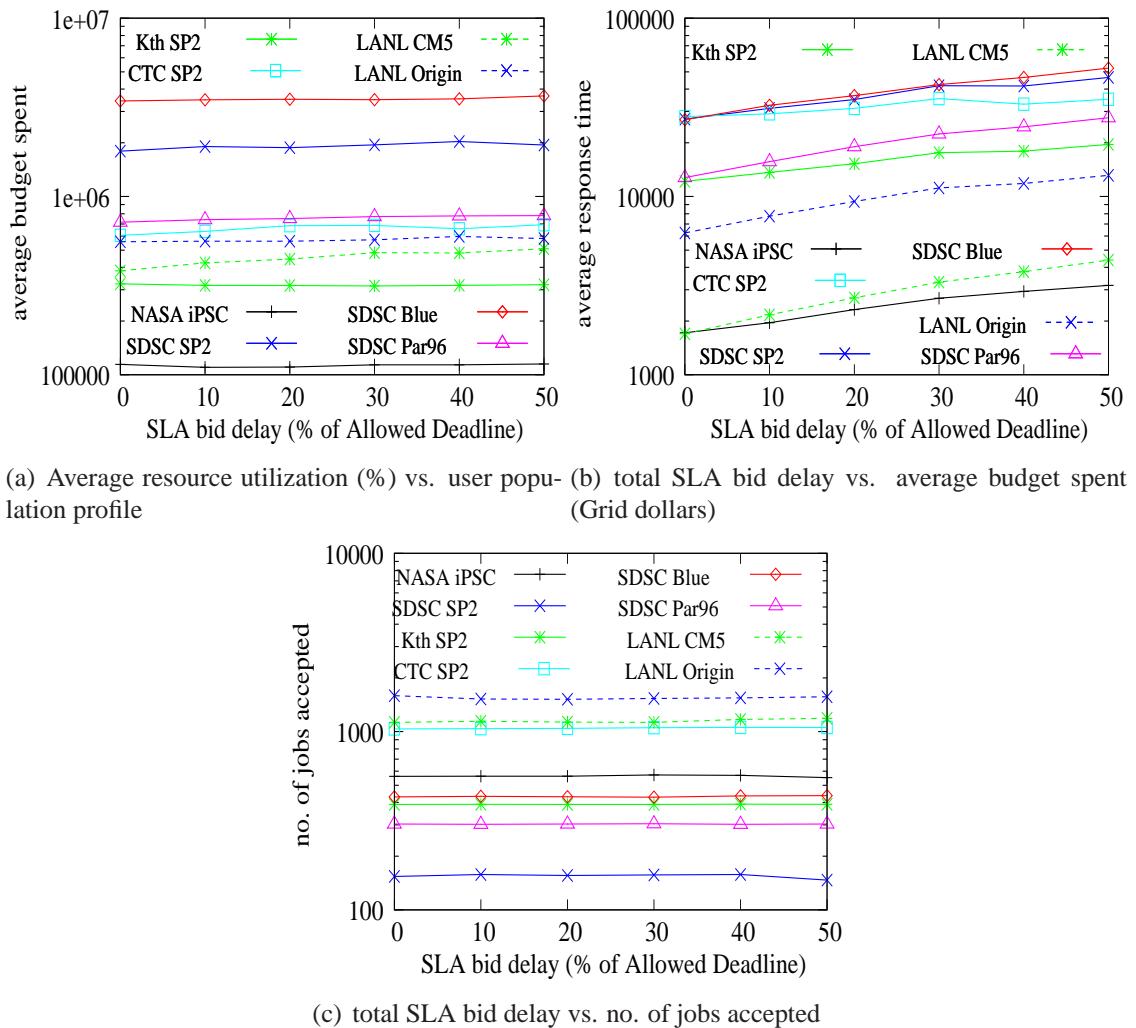 1e+07
1e+06
100000
average budget spent
Kth SP2
LANL CM5
CTC SP2
LANL Origin
NASA iPSC
SDSC Blue
SDSC SP2
SDSC Par96
0 10 20 30 40 50
SLA bid delay (% of Allowed Deadline)
100000
10000
1000
average response time
Kth SP2
LANL CM5
NASA iPSC
SDSC Blue
CTC SP2
LANL Origin
SDSC SP2
SDSC Par96
0 10 20 30 40 50
SLA bid delay (% of Allowed Deadline)
(a) Average resource utilization (%) vs. user popu-
lation profile
(b) total SLA bid delay vs. average budget spent
(Grid dollars)
10000
1000
100
no. of jobs accepted
NASA iPSC
SDSC Blue
SDSC SP2
SDSC Par96
Kth SP2
LANL CM5
CTC SP2
LANL Origin
0 10 20 30 40 50
SLA bid delay (% of Allowed Deadline)
(c) total SLA bid delay vs. no. of jobs accepted